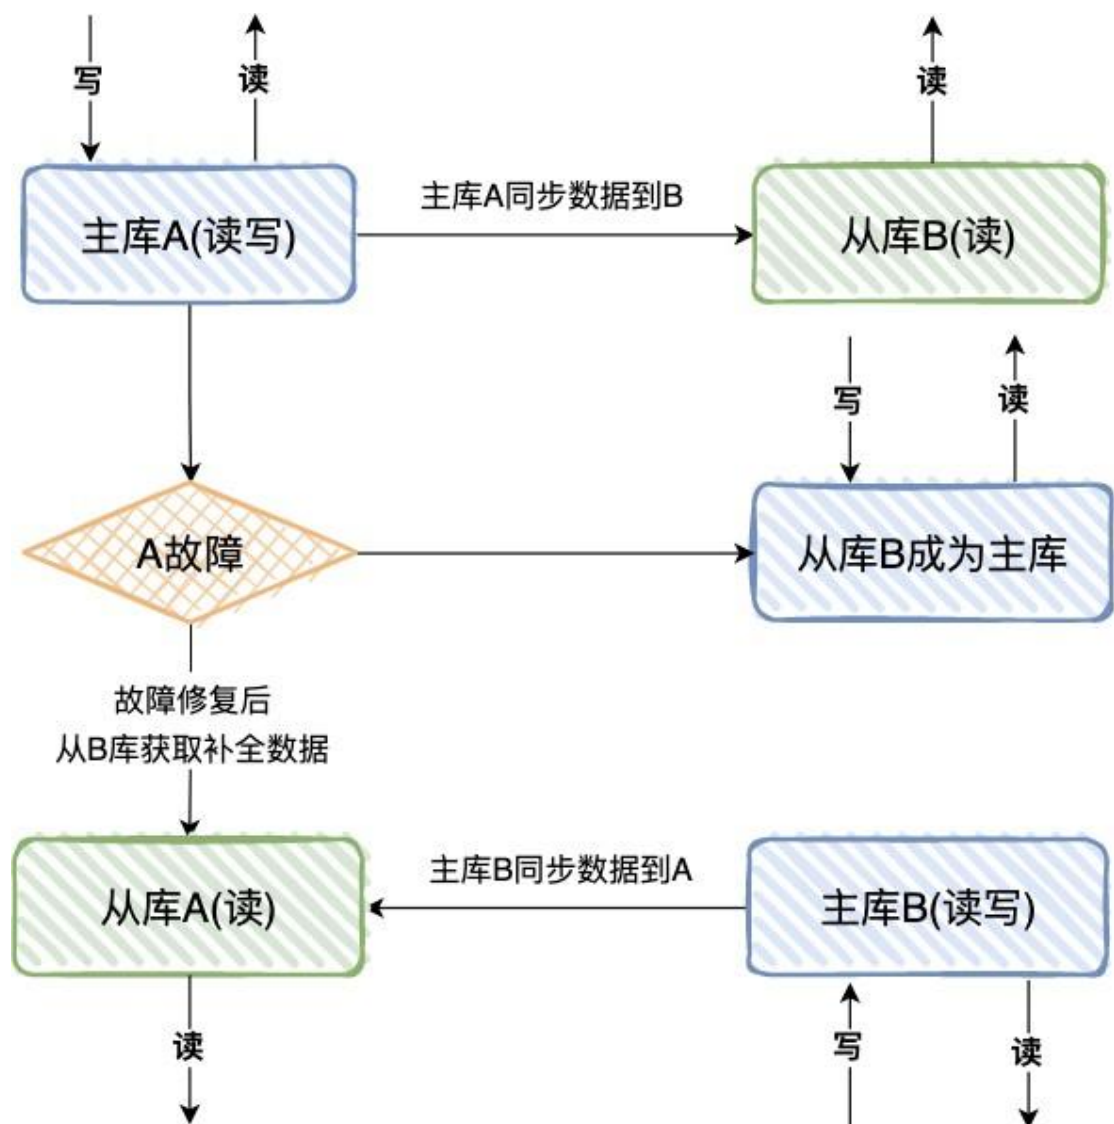 写
读
读
主库A(读写)
主库A同步数据到B
从库B(读)
写
读
A故障
从库B成为主库
故障修复后
从B库获取补全数据
从库A(读)
主库B同步数据到A
主库B(读写)
读
写
读